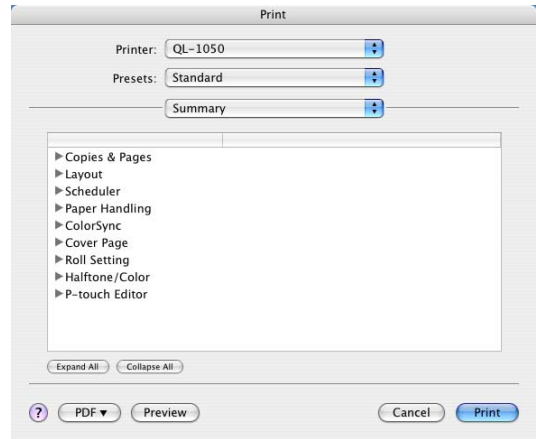 Print
Printer: QL-1050
Presets: Standard
Summary
Copies & Pages
Layout
Scheduler
Paper Handling
ColorSync
Cover Page
Roll Setting
Halftone/Color
P-touch Editor
Expand All Collapse All
? PDF ▼ Preview Cancel Print